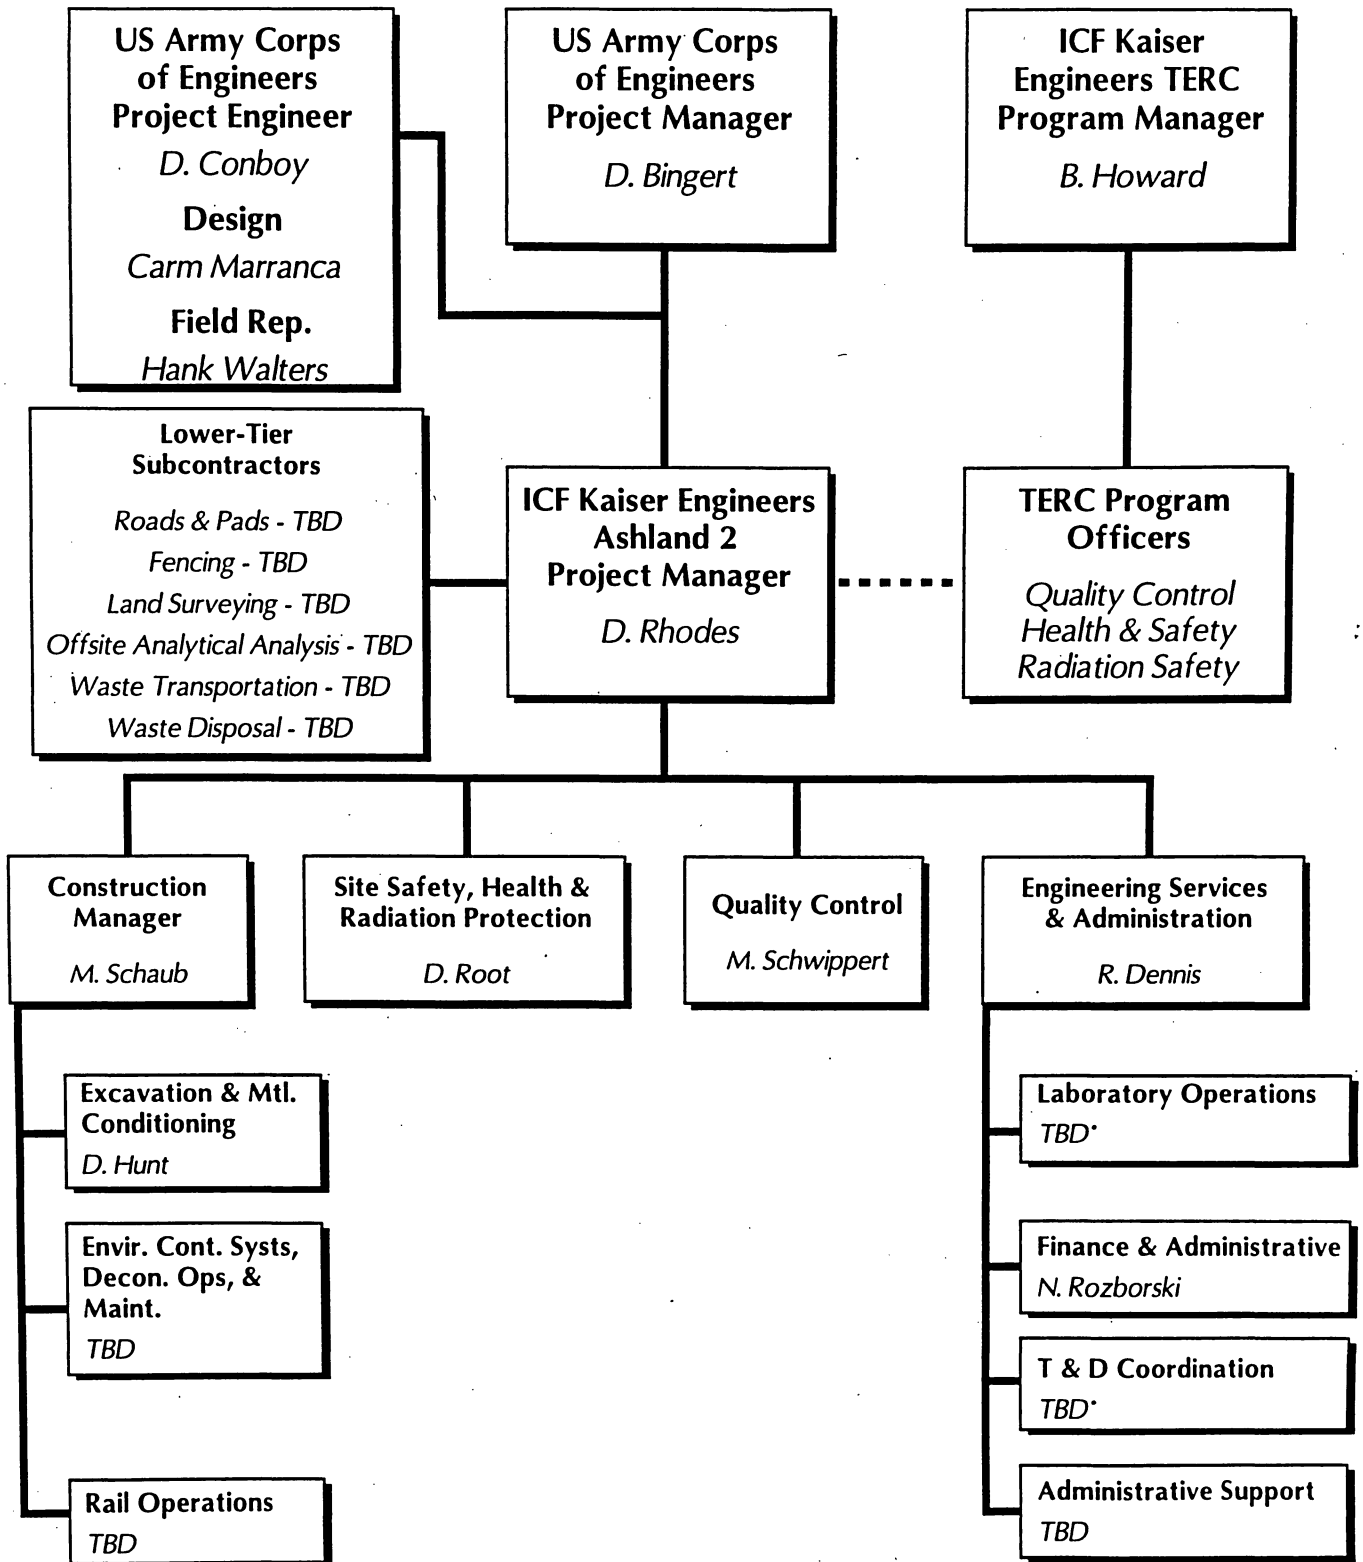 US Army Corps
of Engineers
Project Engineer
D. Conboy
Design
Carm Marranca
Field Rep.
Hank Walters
US Army Corps
of Engineers
Project Manager
D. Bingert
ICF Kaiser
Engineers TERC
Program Manager
B. Howard
Lower-Tier
Subcontractors
Roads & Pads - TBD
Fencing - TBD
Land Surveying - TBD
Offsite Analytical Analysis - TBD
Waste Transportation - TBD
Waste Disposal - TBD
ICF Kaiser Engineers
Ashland 2
Project Manager
D. Rhodes
TERC Program
Officers
Quality Control
Health & Safety
Radiation Safety
Construction
Manager
M. Schaub
Site Safety, Health &
Radiation Protection
D. Root
Quality Control
M. Schwippert
Engineering Services
& Administration
R. Dennis
Excavation & Mtl.
Conditioning
D. Hunt
Envir. Cont. Systs,
Decon. Ops, &
Maint.
TBD
Rail Operations
TBD
Laboratory Operations
TBD*
Finance & Administrative
N. Rozborski
T & D Coordination
TBD*
Administrative Support
TBD